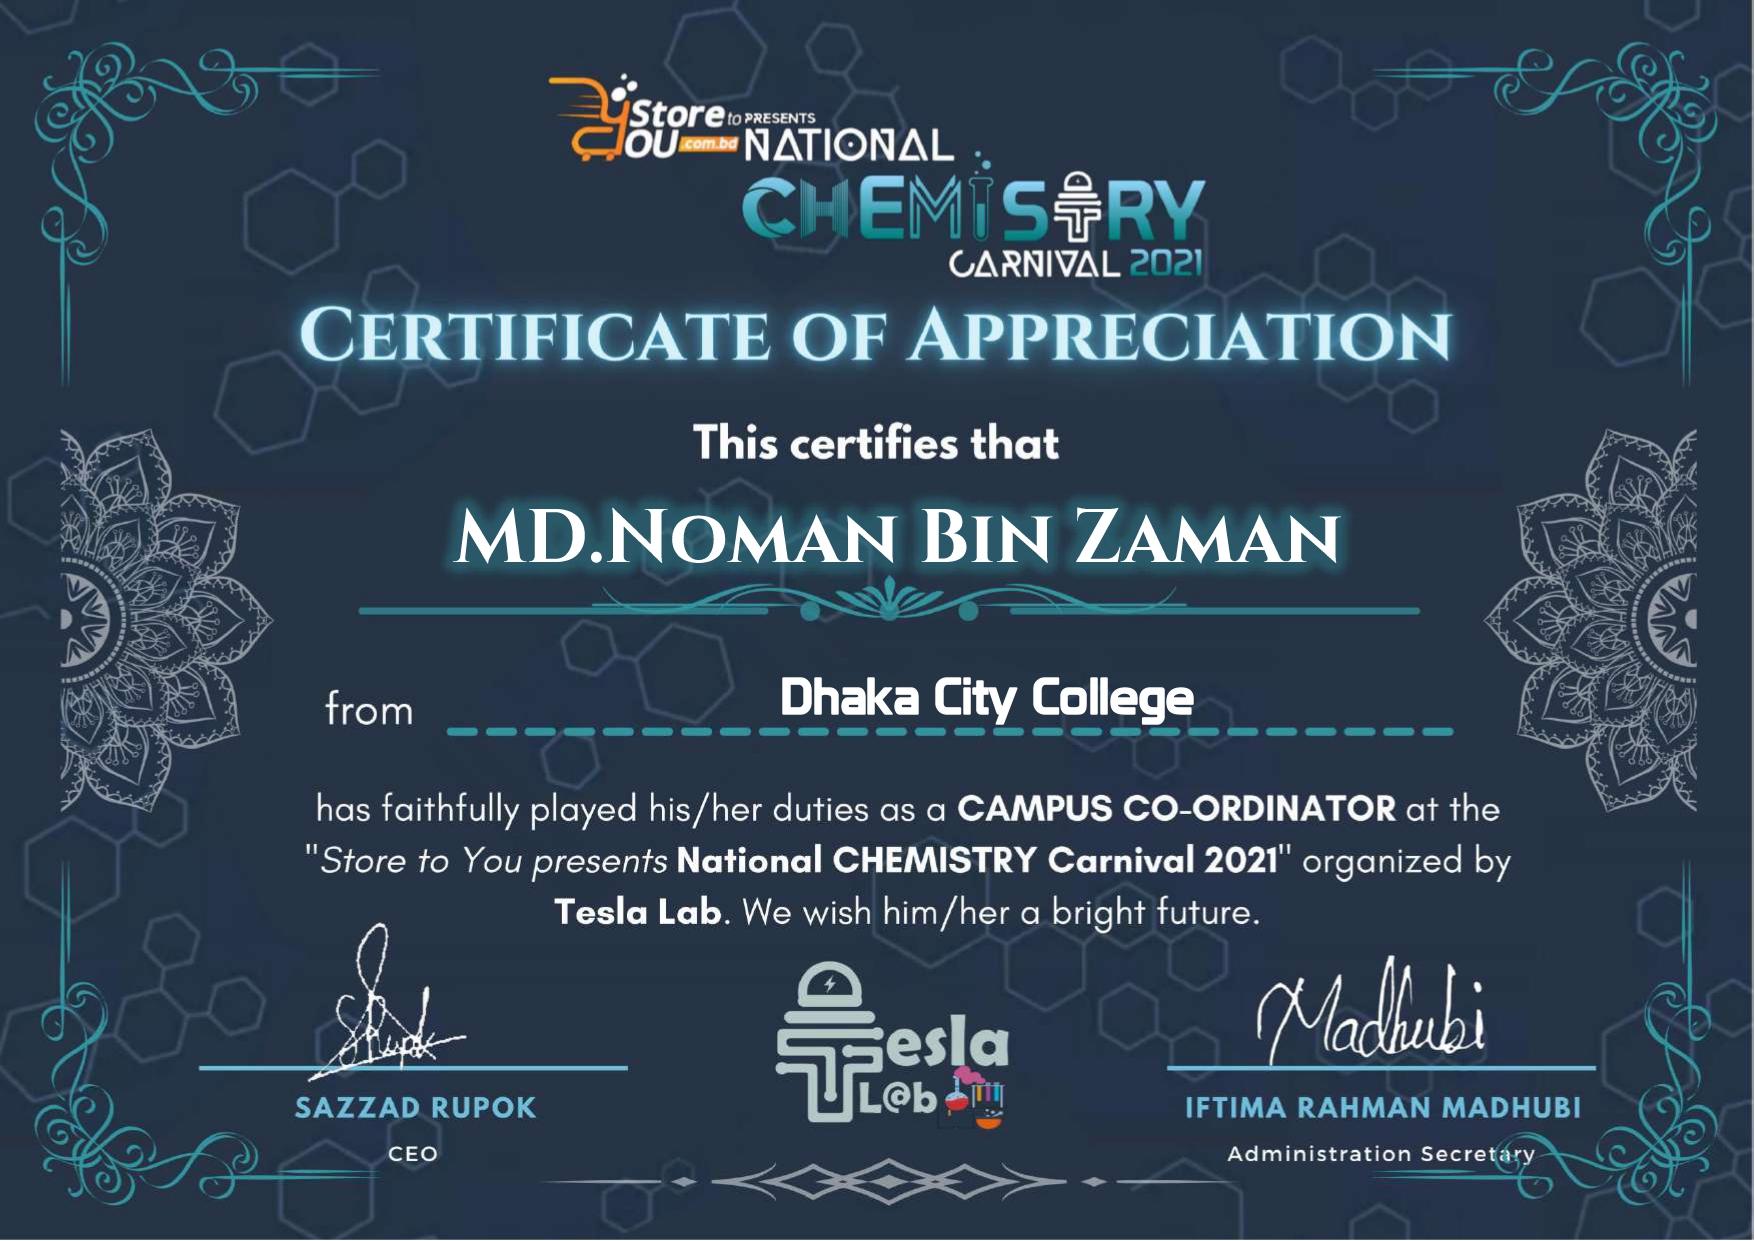 Store to PRESENTS
YOU .com.bd NATIONAL
CHEMISTRY
CARNIVAL 2021
CERTIFICATE OF APPRECIATION
This certifies that
MD.NOMAN BIN ZAMAN
from Dhaka City College
has faithfully played his/her duties as a CAMPUS CO-ORDINATOR at the
"Store to You presents National CHEMISTRY Carnival 2021" organized by
Tesla Lab. We wish him/her a bright future.
SRupok
Madhubi
Tesla
L@b
SAZZAD RUPOK
CEO
IFTIMA RAHMAN MADHUBI
Administration Secretary